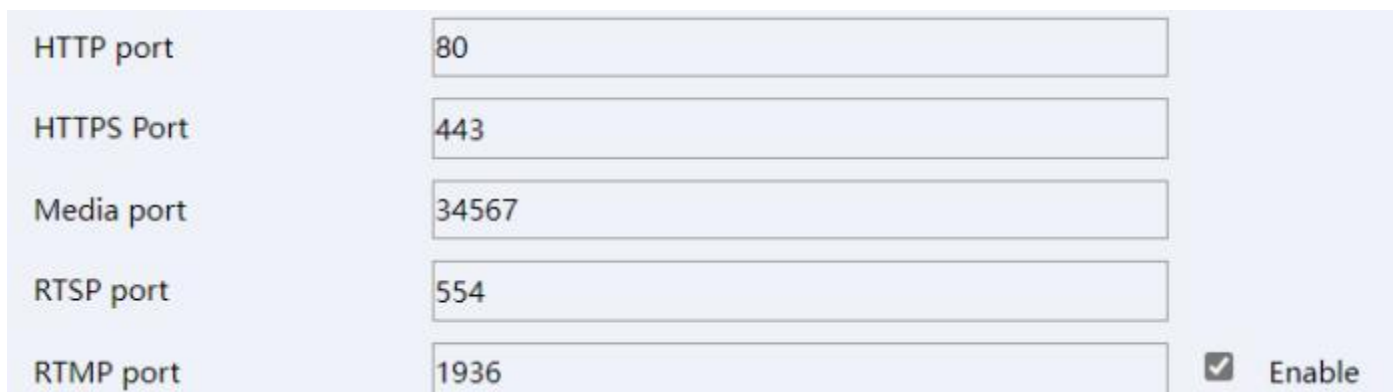 HTTP port 80
HTTPS Port 443
Media port 34567
RTSP port 554
RTMP port 1936 Enable